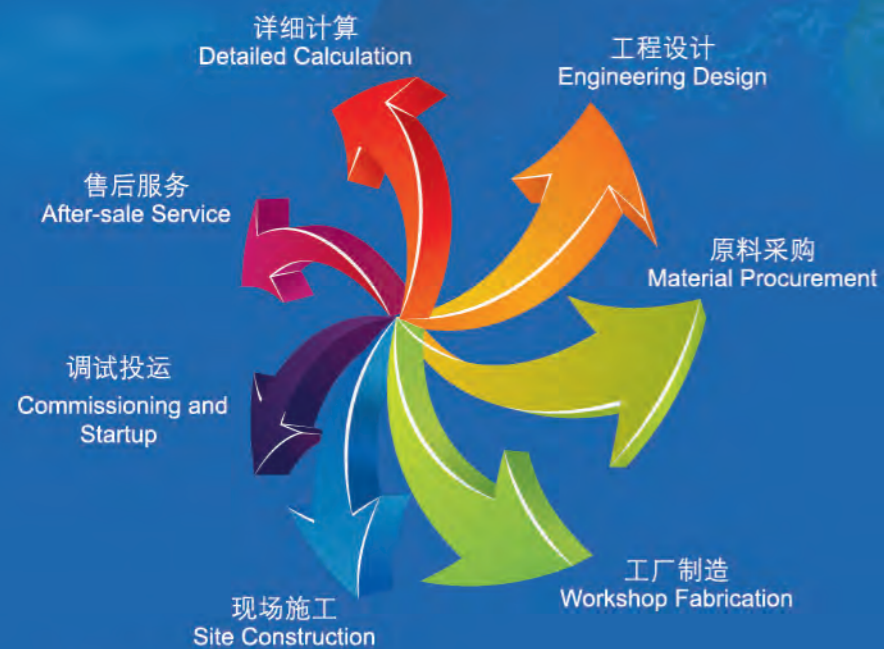 详细计算
Detailed Calculation
工程设计
Engineering Design
原料采购
Material Procurement
工厂制造
Workshop Fabrication
现场施工
Site Construction
调试投运
Commissioning and
Startup
售后服务
After-sale Service